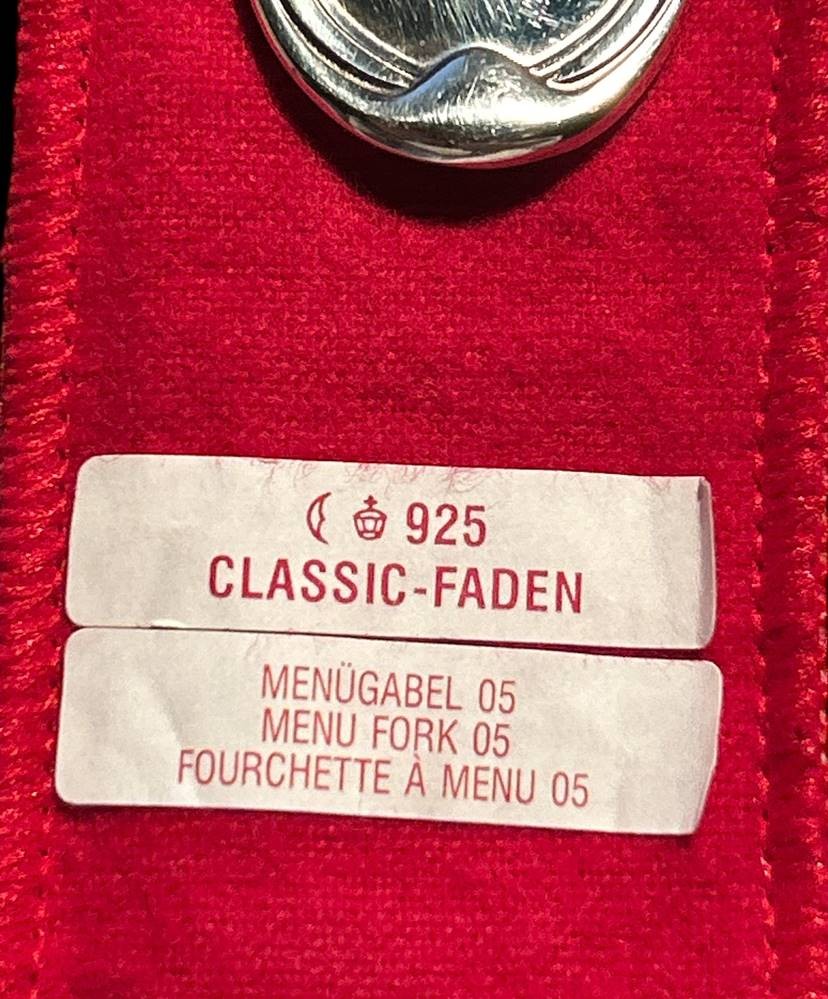 925
CLASSIC-FADEN
MENÜGABEL 05
MENU FORK 05
FOURCHETTE À MENU 05